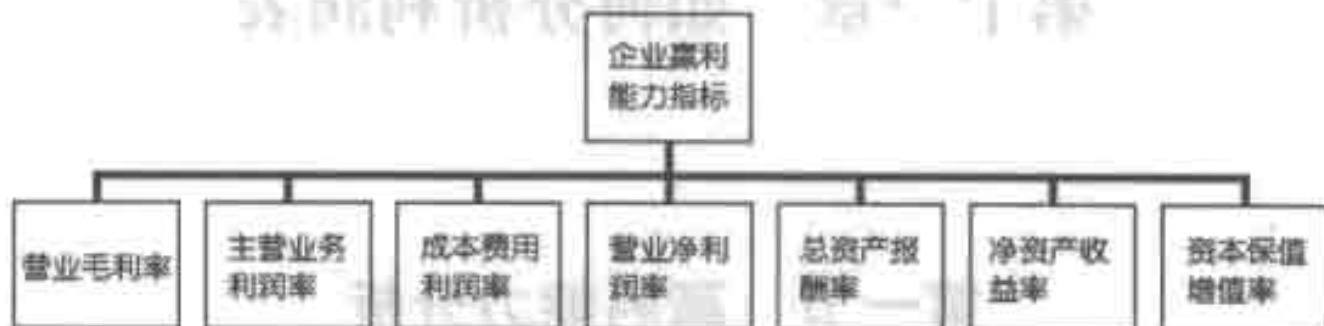 企业赢利
能力指标
营业毛利率
主营业务
利润率
成本费用
利润率
营业净利
润率
总资产报
酬率
净资产收
益率
资本保值
增值率